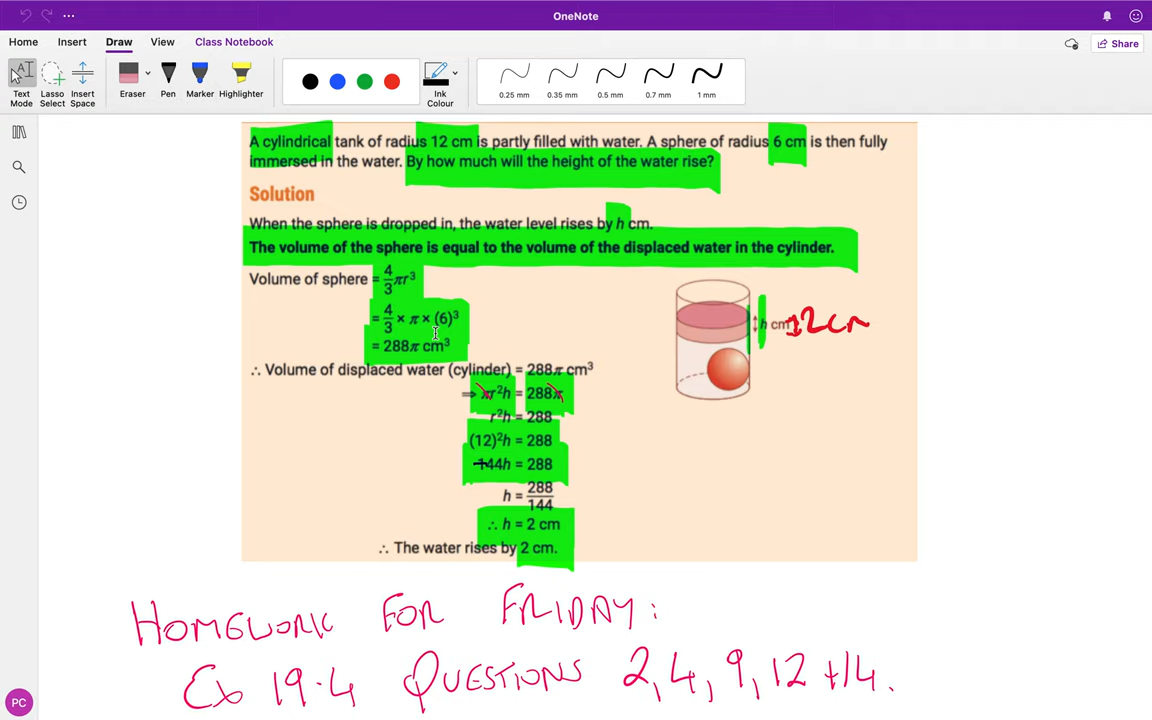 OneNote
Home Insert Draw View Class Notebook
Share
Text Mode
Lasso Select
Insert Space
Eraser
Pen
Marker
Highlighter
Ink Colour
0.25 mm 0.35 mm 0.5 mm 0.7 mm 1 mm
A cylindrical tank of radius 12 cm is partly filled with water. A sphere of radius 6 cm is then fully
immersed in the water. By how much will the height of the water rise?
Solution
When the sphere is dropped in, the water level rises by h cm.
The volume of the sphere is equal to the volume of the displaced water in the cylinder.
Volume of sphere = 4/3 πr³
= 4/3 × π × (6)³
= 288π cm³
h cm
2cm
∴ Volume of displaced water (cylinder) = 288π cm³
⇒ πr²h = 288π
r²h = 288
(12)²h = 288
144h = 288
h = 288/144
∴ h = 2 cm
∴ The water rises by 2 cm.
HOMEWORK FOR FRIDAY:
Ex 19.4 QUESTIONS 2, 4, 9, 12 + 14.
PC